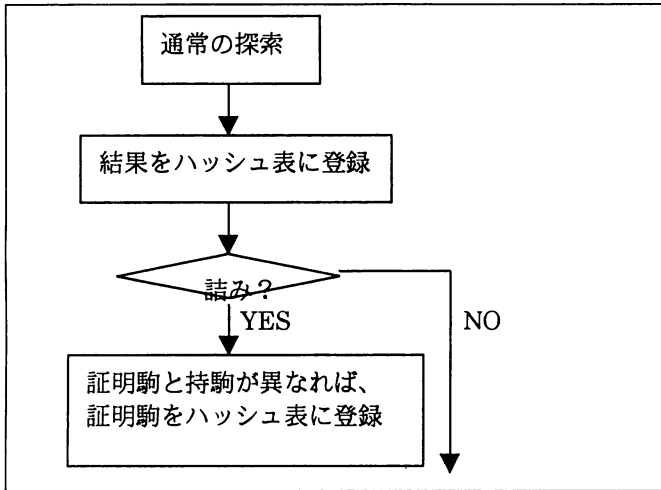 通常の探索
結果をハッシュ表に登録
詰み?
YES
NO
証明駒と持駒が異なれば、
証明駒をハッシュ表に登録